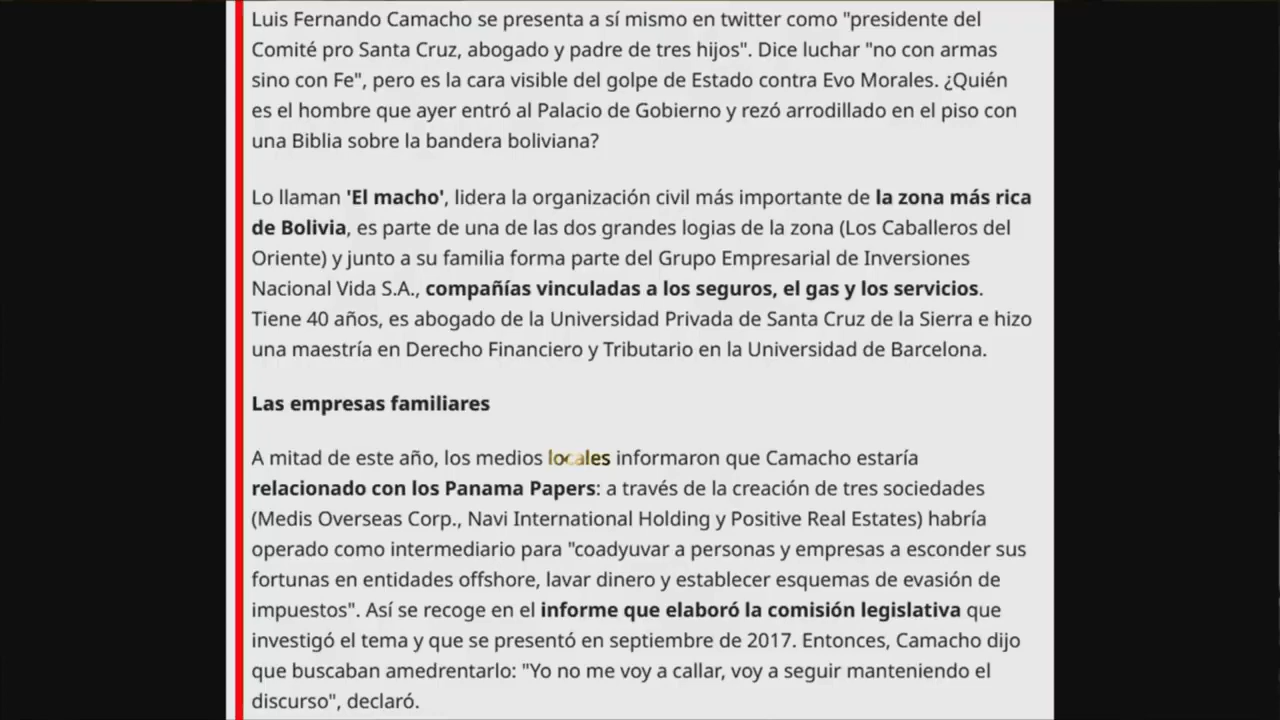 Luis Fernando Camacho se presenta a sí mismo en twitter como "presidente del
Comité pro Santa Cruz, abogado y padre de tres hijos". Dice luchar "no con armas
sino con Fe", pero es la cara visible del golpe de Estado contra Evo Morales. ¿Quién
es el hombre que ayer entró al Palacio de Gobierno y rezó arrodillado en el piso con
una Biblia sobre la bandera boliviana?
Lo llaman 'El macho', lidera la organización civil más importante de la zona más rica
de Bolivia, es parte de una de las dos grandes logias de la zona (Los Caballeros del
Oriente) y junto a su familia forma parte del Grupo Empresarial de Inversiones
Nacional Vida S.A., compañías vinculadas a los seguros, el gas y los servicios.
Tiene 40 años, es abogado de la Universidad Privada de Santa Cruz de la Sierra e hizo
una maestría en Derecho Financiero y Tributario en la Universidad de Barcelona.
Las empresas familiares
A mitad de este año, los medios locales informaron que Camacho estaría
relacionado con los Panama Papers: a través de la creación de tres sociedades
(Medis Overseas Corp., Navi International Holding y Positive Real Estates) habría
operado como intermediario para "coadyuvar a personas y empresas a esconder sus
fortunas en entidades offshore, lavar dinero y establecer esquemas de evasión de
impuestos". Así se recoge en el informe que elaboró la comisión legislativa que
investigó el tema y que se presentó en septiembre de 2017. Entonces, Camacho dijo
que buscaban amedrentarlo: "Yo no me voy a callar, voy a seguir manteniendo el
discurso", declaró.